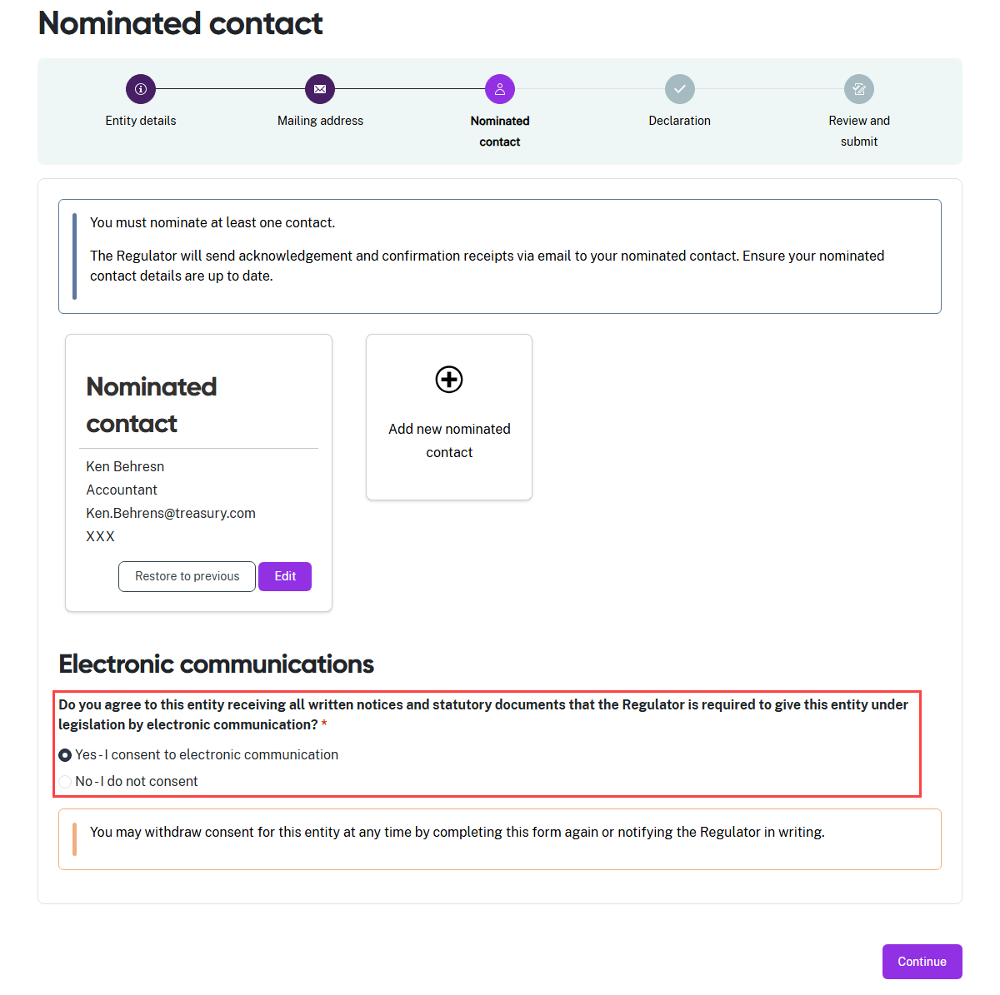 Nominated contact
Entity details
Mailing address
Nominated
contact
Declaration
Review and
submit
You must nominate at least one contact.
The Regulator will send acknowledgement and confirmation receipts via email to your nominated contact. Ensure your nominated
contact details are up to date.
Nominated
contact
Ken Behresn
Accountant
Ken.Behrens@treasury.com
XXX
Restore to previous
Edit
Add new nominated
contact
Electronic communications
Do you agree to this entity receiving all written notices and statutory documents that the Regulator is required to give this entity under
legislation by electronic communication? *
Yes - I consent to electronic communication
No - I do not consent
You may withdraw consent for this entity at any time by completing this form again or notifying the Regulator in writing.
Continue